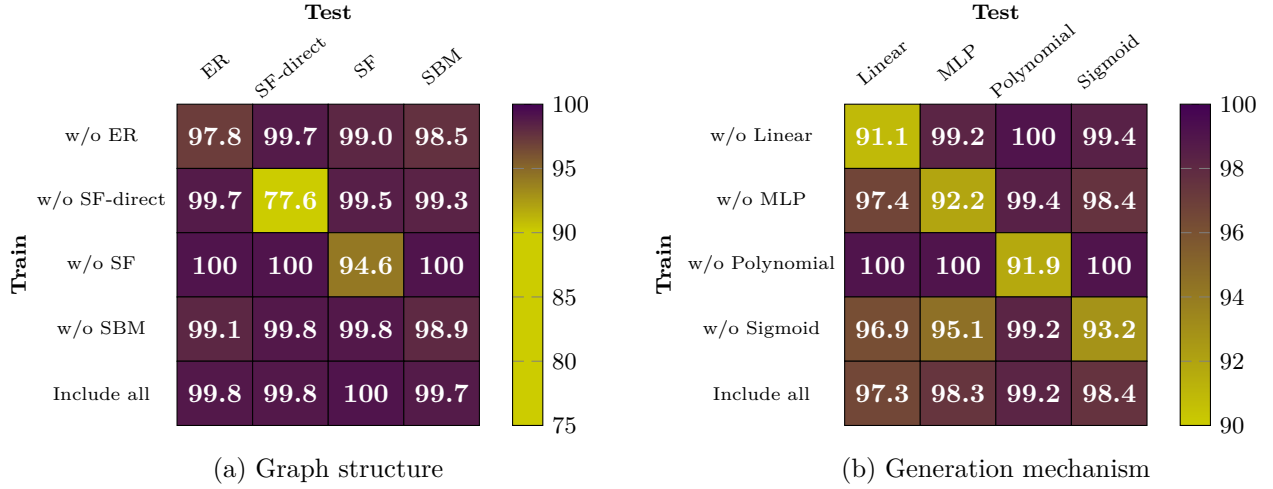 Test
ER SF-direct SF SBM
Train
w/o ER 97.8 99.7 99.0 98.5
w/o SF-direct 99.7 77.6 99.5 99.3
w/o SF 100 100 94.6 100
w/o SBM 99.1 99.8 99.8 98.9
Include all 99.8 99.8 100 99.7
100
95
90
85
80
75
(a) Graph structure
Test
Linear MLP Polynomial Sigmoid
Train
w/o Linear 91.1 99.2 100 99.4
w/o MLP 97.4 92.2 99.4 98.4
w/o Polynomial 100 100 91.9 100
w/o Sigmoid 96.9 95.1 99.2 93.2
Include all 97.3 98.3 99.2 98.4
100
98
96
94
92
90
(b) Generation mechanism